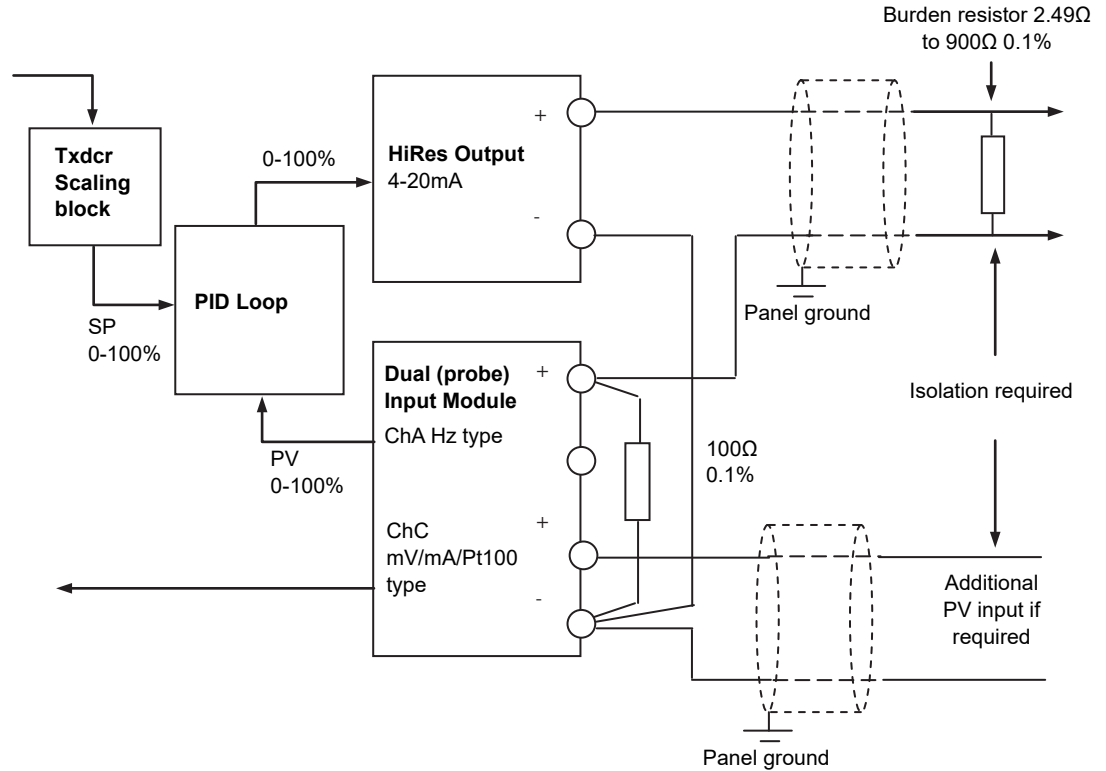 Burden resistor 2.49Ω
to 900Ω 0.1%
Txdcr
Scaling
block
0-100%
HiRes Output
4-20mA
+
-
PID Loop
SP
0-100%
Panel ground
Dual (probe)
Input Module
+
ChA Hz type
PV
0-100%
100Ω
0.1%
Isolation required
ChC
mV/mA/Pt100
type
+
-
Additional
PV input if
required
Panel ground